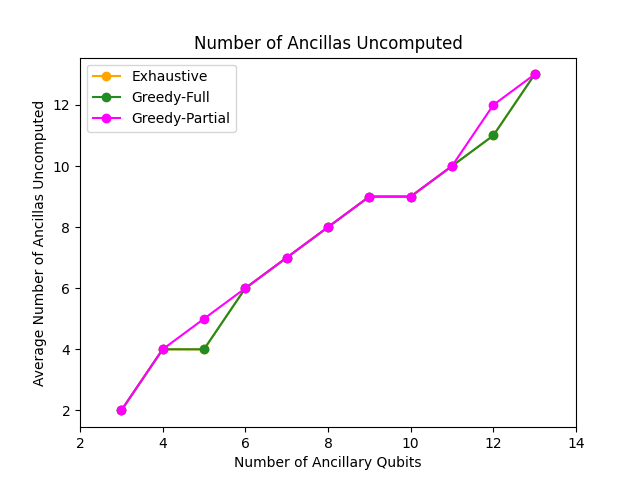 Number of Ancillas Uncomputed
Exhaustive
Greedy-Full
Greedy-Partial
Average Number of Ancillas Uncomputed
12
10
8
6
4
2
2 4 6 8 10 12 14
Number of Ancillary Qubits